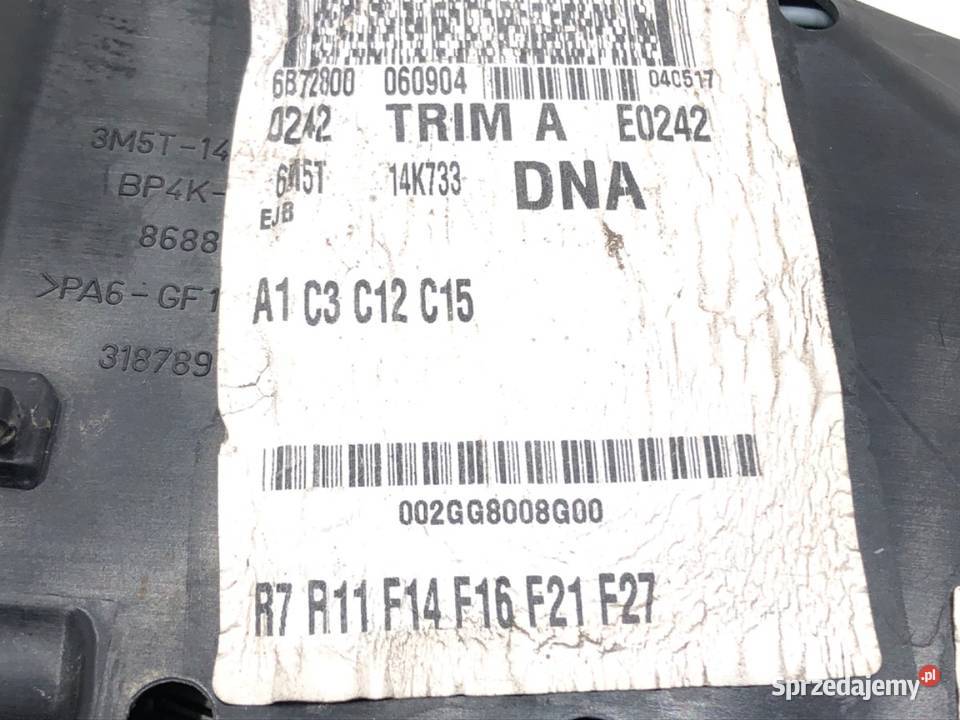 6B72800 060904 040517
0242 TRIM A E0242
6M5T 14K733 DNA
EJB
A1 C3 C12 C15
002GG8008G00
R7 R11 F14 F16 F21 F27
3M5T-14
BP4K-
8688
>PA6-GF1
318789
Sprzedajemy.pl